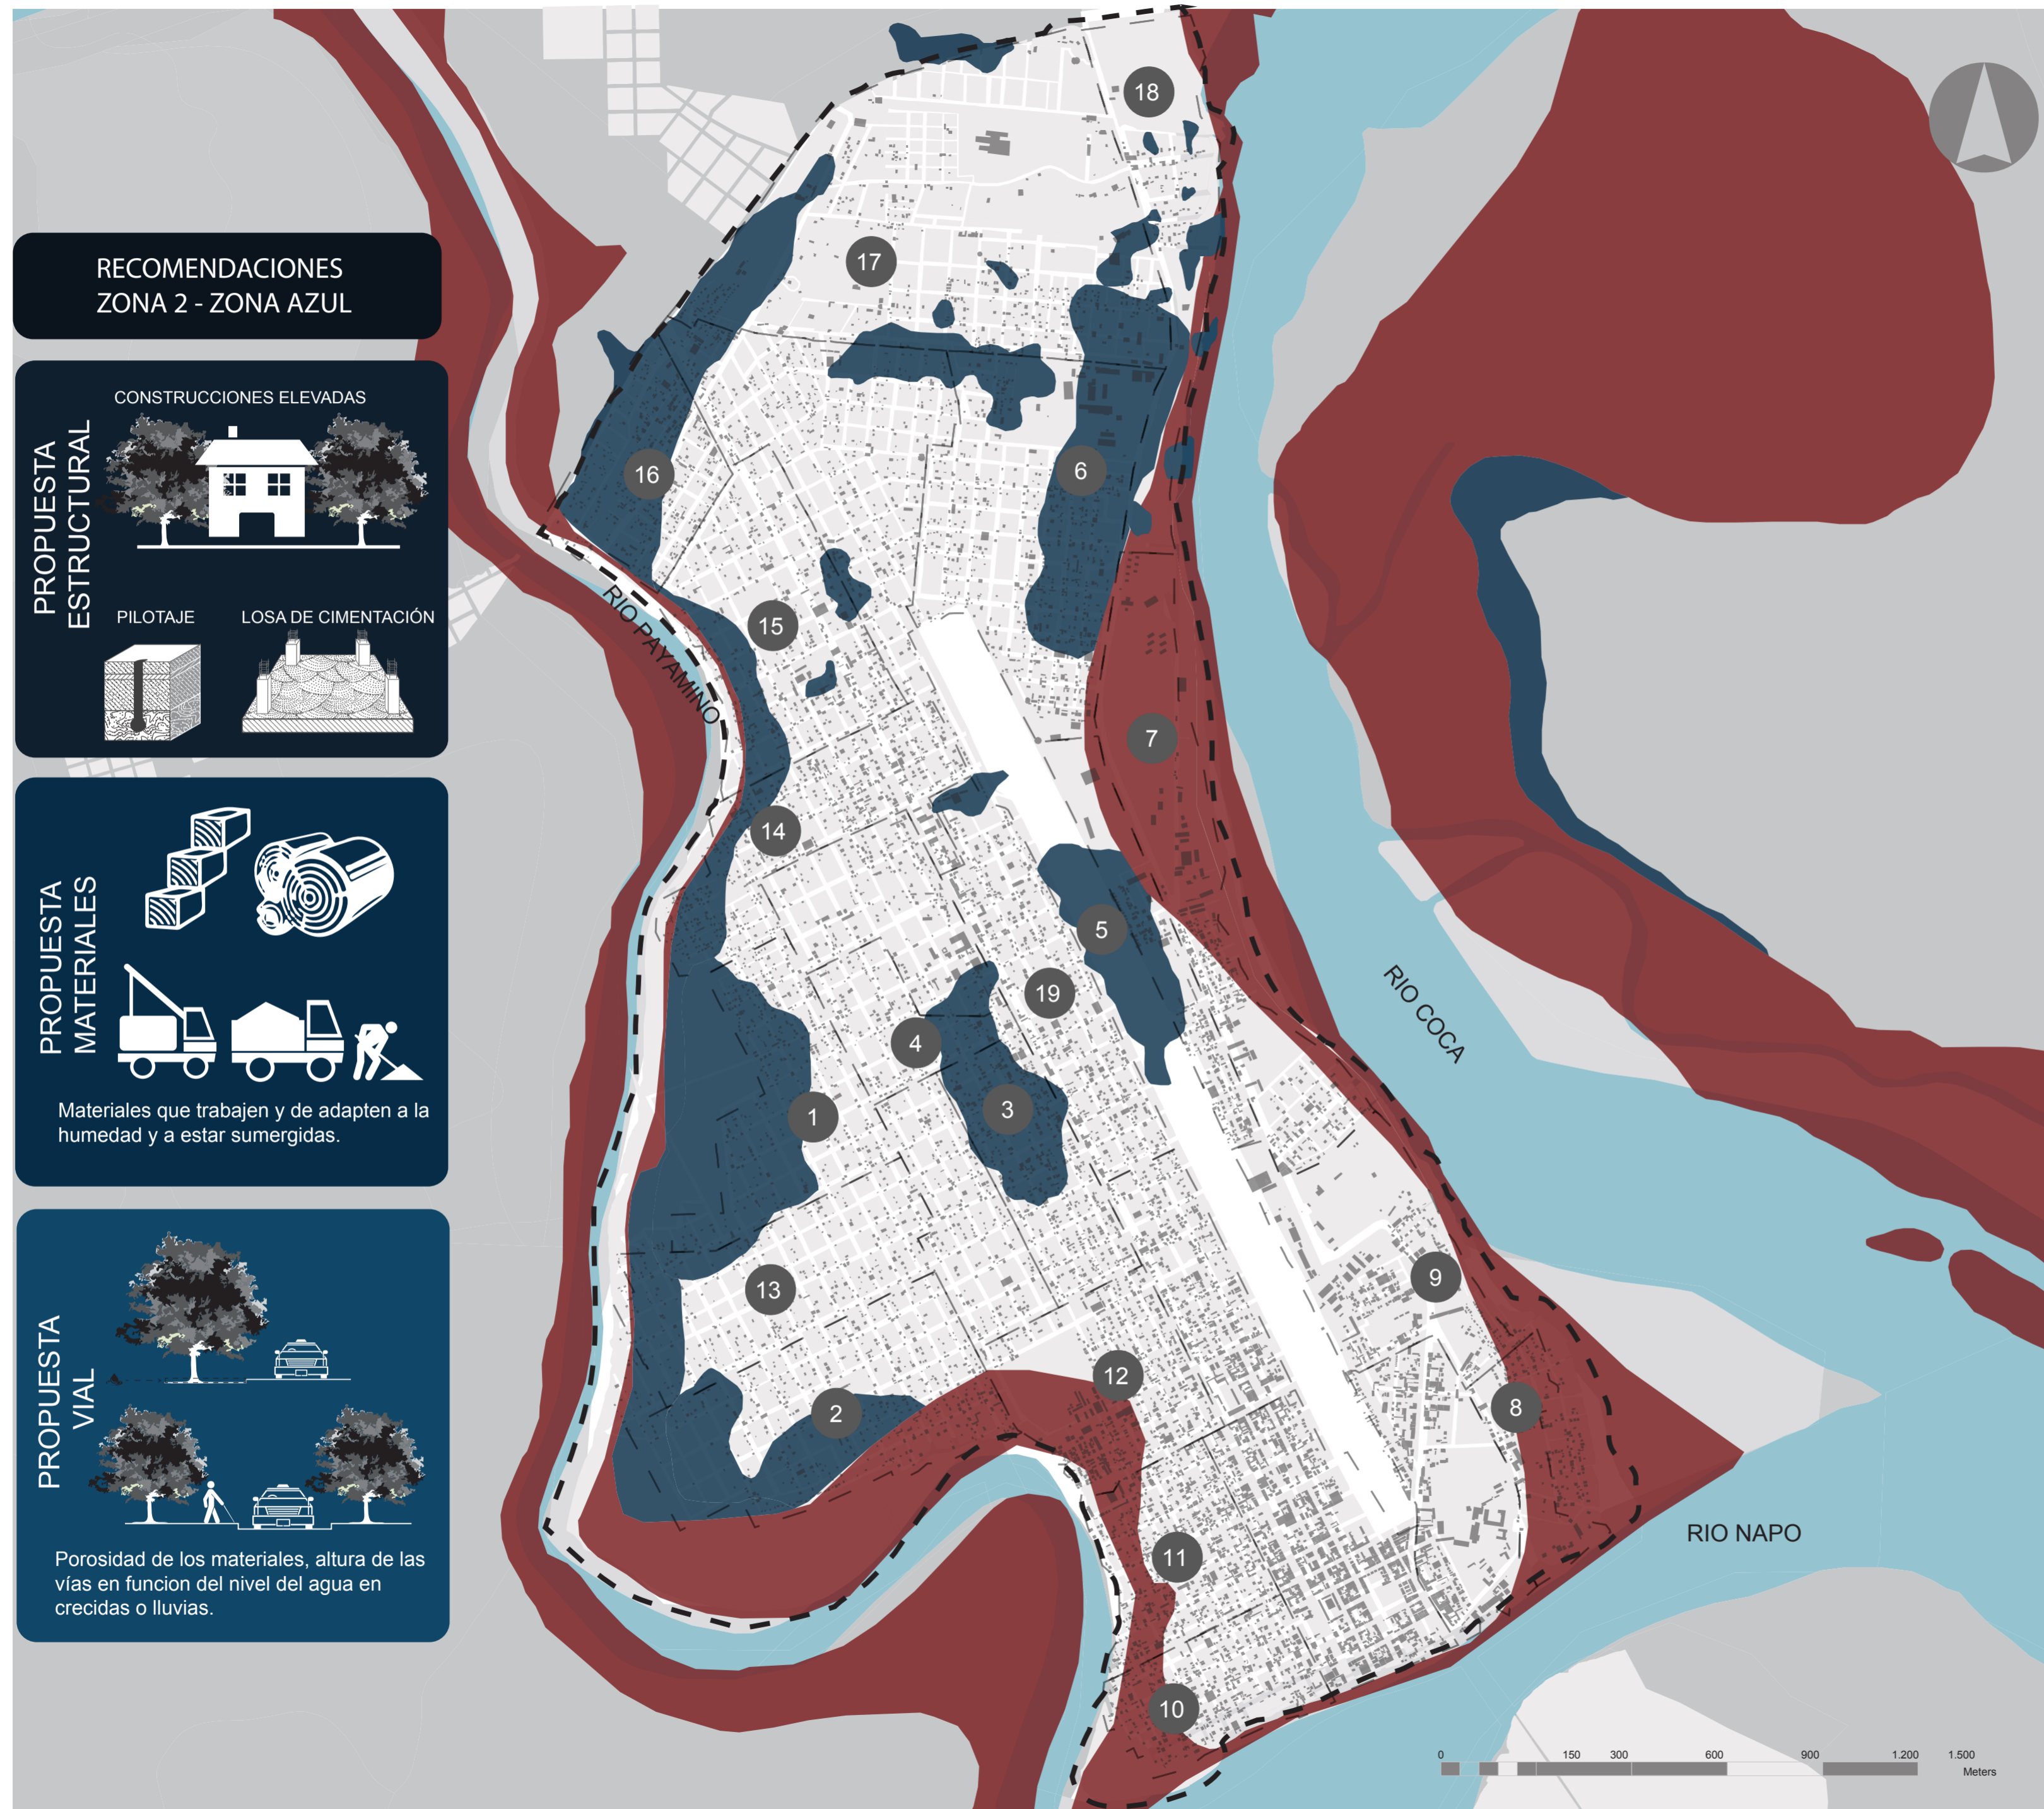 RECOMENDACIONES
ZONA 2 - ZONA AZUL
PROPUESTA
ESTRUCTURAL
CONSTRUCCIONES ELEVADAS
PILOTAJE
LOSA DE CIMENTACIÓN
PROPUESTA
MATERIALES
Materiales que trabajen y de adapten a la
humedad y a estar sumergidas.
PROPUESTA
VIAL
Porosidad de los materiales, altura de las
vías en funcion del nivel del agua en
crecidas o lluvias.
18
17
16
6
15
RIO PAYAMINO
7
14
5
19
RIO COCA
4
3
1
9
13
12
2
8
RIO NAPO
11
10
0 150 300 600 900 1.200 1.500
Meters